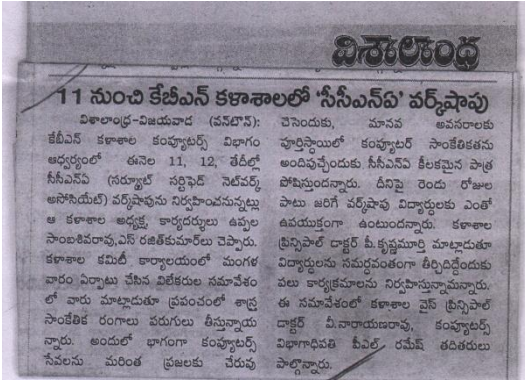 విశాలాంధ్ర
11 నుంచి కేబీఎన్ కళాశాలలో 'సీసీఎన్ఏ' వర్క్‌షాపు
విశాలాంధ్ర-విజయవాడ (వన్‌టౌన్):
కేబీఎన్ కళాశాల కంప్యూటర్స్ విభాగం
ఆధ్వర్యంలో ఈనెల 11, 12, తేదీల్లో
సీసీఎన్ఏ (సర్క్యూట్ సర్టిఫెడ్ నెట్‌వర్క్
అసోసియేట్) వర్క్‌షాపును నిర్వహించనున్నట్లు
ఆ కళాశాల అధ్యక్ష, కార్యదర్శులు ఉప్పల
సాంబశివరావు,ఎస్ రజిత్‌కుమార్‌లు చెప్పారు.
కళాశాల కమిటీ కార్యాలయంలో మంగళ
వారం ఏర్పాటు చేసిన విలేకరుల సమావేశం
లో వారు మాట్లాడుతూ ప్రపంచంలో శాస్త్ర
సాంకేతిక రంగాలు పరుగులు తీస్తున్నాయ
న్నారు. అందులో భాగంగా కంప్యూటర్స్
సేవలను మరింత ప్రజలకు చేరువు
చేసెందుకు, మానవ అవసరాలకు
పూర్తిస్థాయిలో కంప్యూటర్ సాంకేతికతను
అందిపుచ్చేందుకు సీసీఎన్ఏ కీలకమైన పాత్ర
పోషిస్తుందన్నారు. దీనిపై రెండు రోజుల
పాటు జరిగే వర్క్‌షాపు విద్యార్థులకు ఎంతో
ఉపయుక్తంగా ఉంటుందన్నారు. కళాశాల
ప్రిన్సిపాల్ డాక్టర్ పీ.కృష్ణమూర్తి మాట్లాడుతూ
విద్యార్థులను సమర్థవంతంగా తీర్చిదిద్దేందుకు
పలు కార్యక్రమాలను నిర్వహిస్తున్నామన్నారు.
ఈ సమావేశంలో కళాశాల వైస్ ప్రిన్సిపాల్
డాక్టర్ వీ.నారాయణరావు, కంప్యూటర్స్
విభాగాధిపతి పీఎల్ రమేష్ తదితరులు
పాల్గొన్నారు.